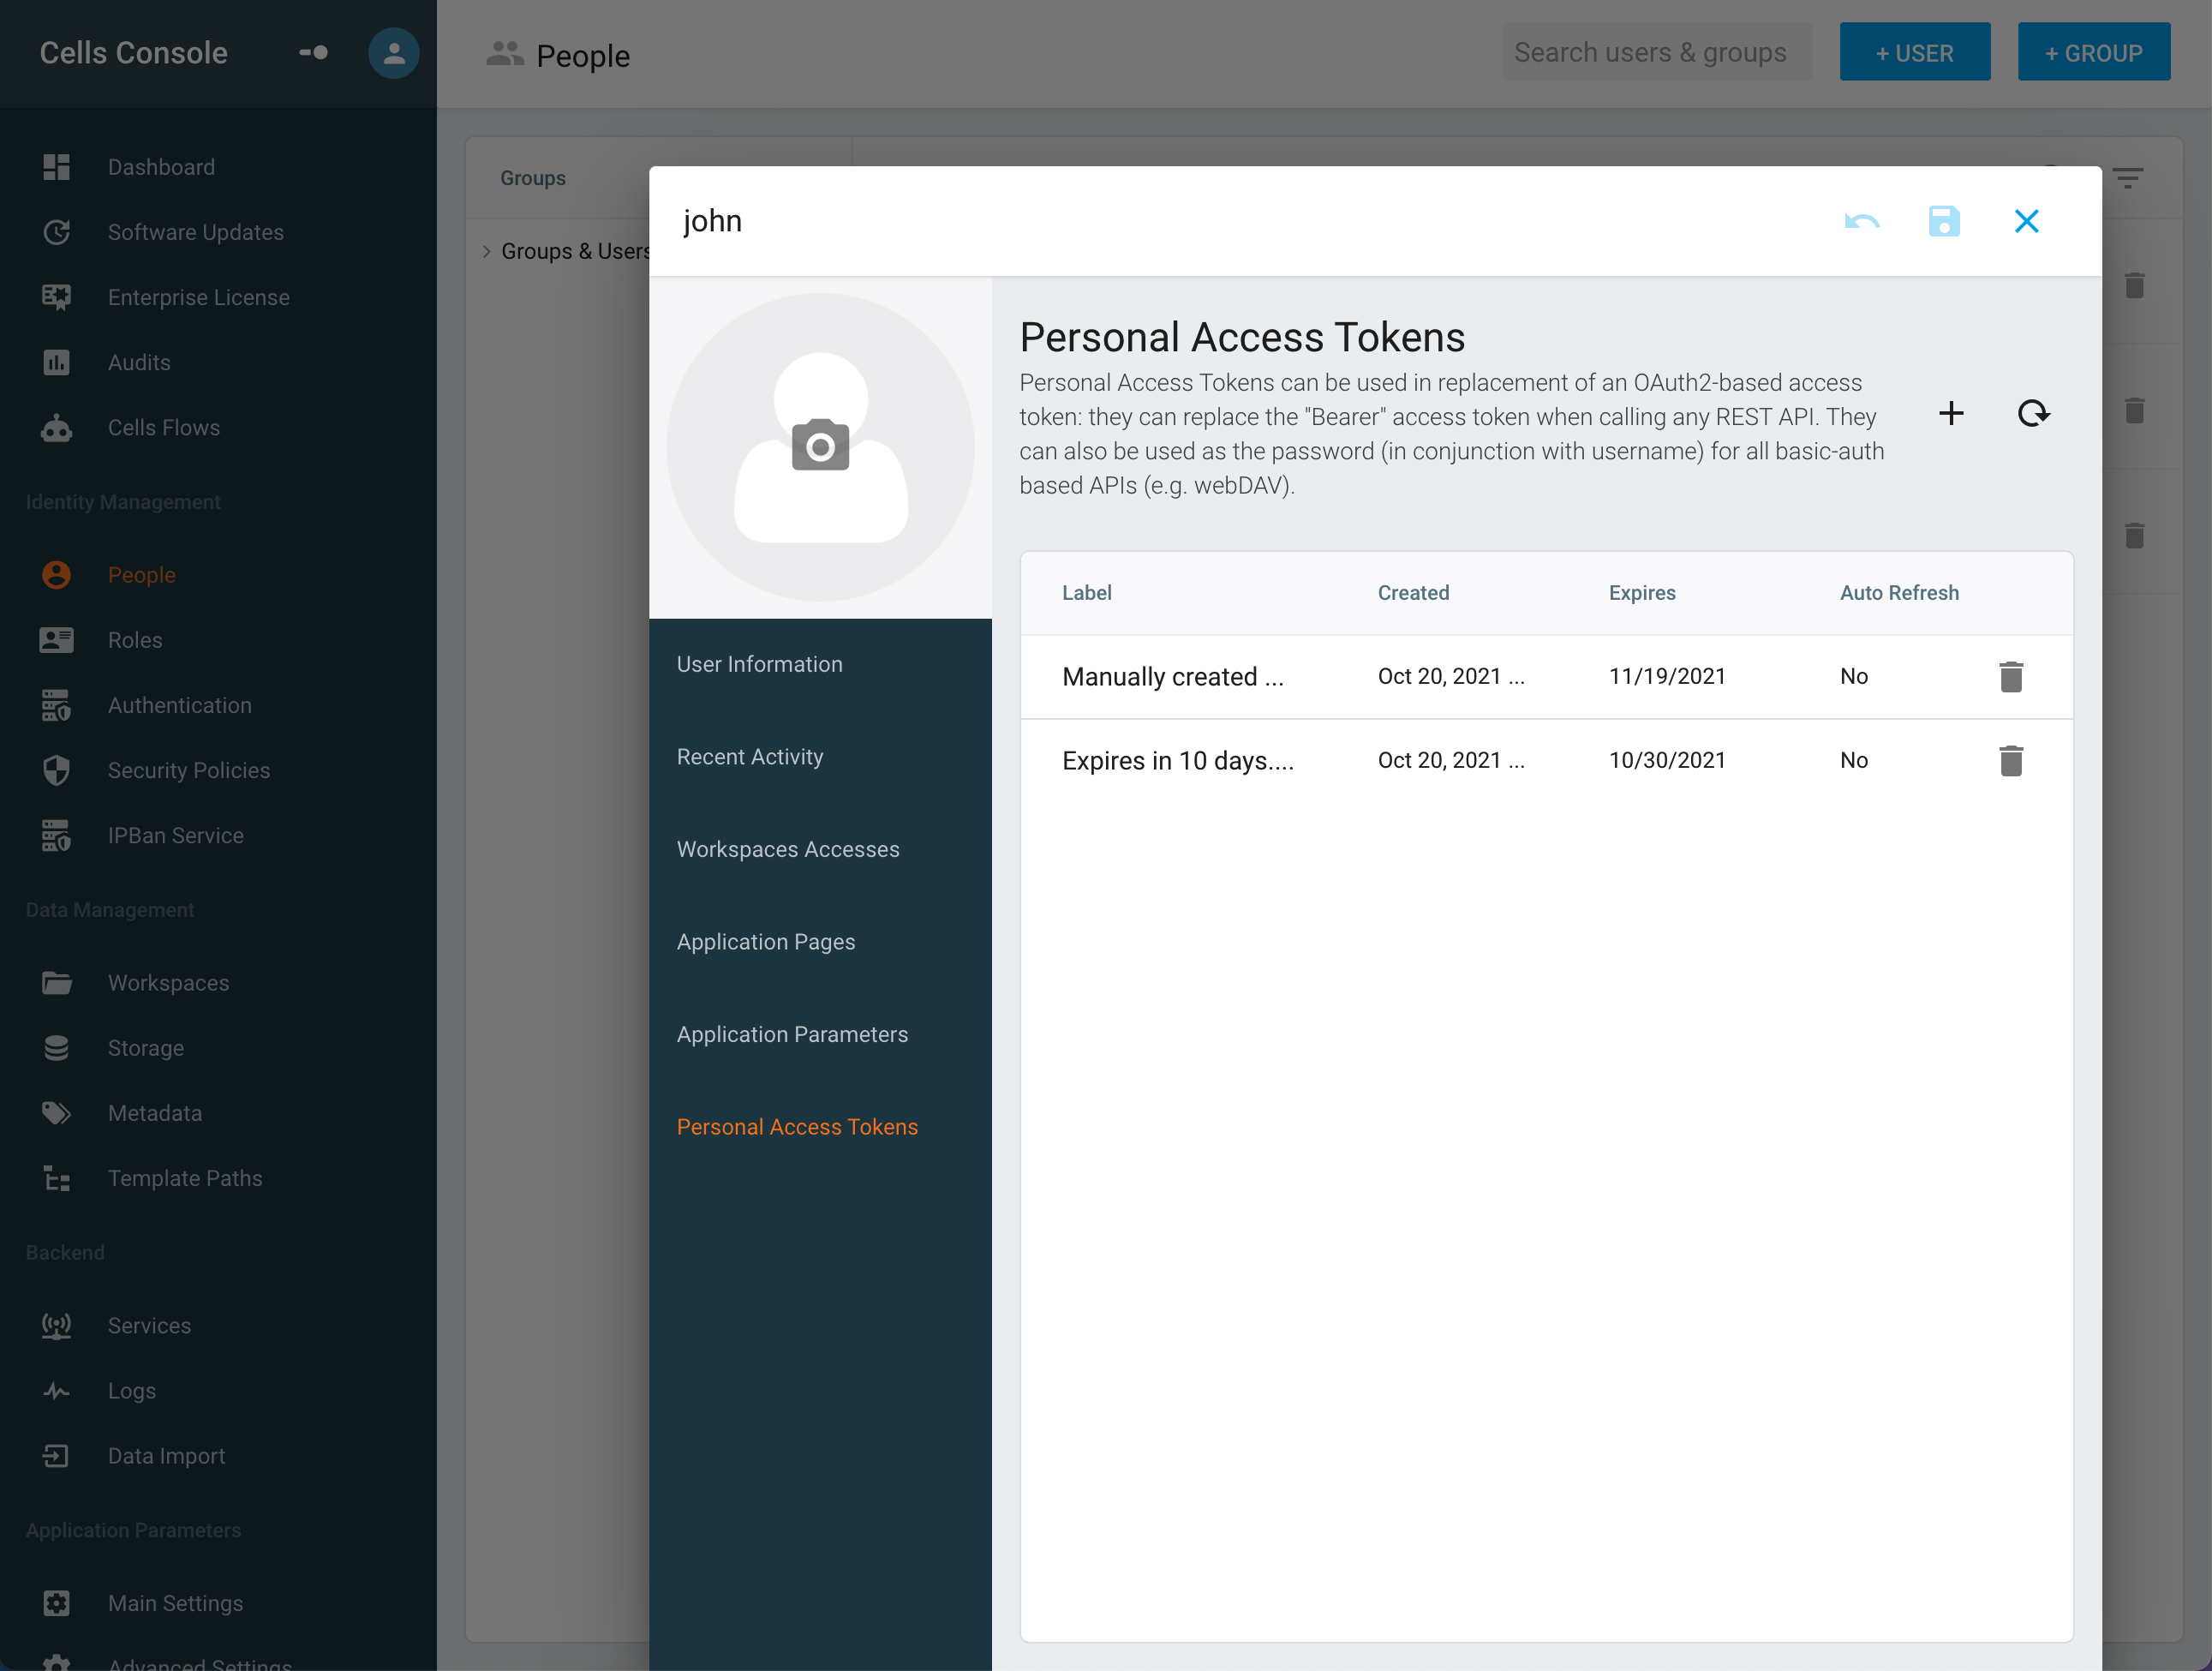 Cells Console
People
Search users & groups
+ USER
+ GROUP
Dashboard
Software Updates
Enterprise License
Audits
Cells Flows
Identity Management
People
Roles
Authentication
Security Policies
IPBan Service
Data Management
Workspaces
Storage
Metadata
Template Paths
Backend
Services
Logs
Data Import
Application Parameters
Main Settings
Advanced Settings
Groups
Groups & Users
john
User Information
Recent Activity
Workspaces Accesses
Application Pages
Application Parameters
Personal Access Tokens
Personal Access Tokens
Personal Access Tokens can be used in replacement of an OAuth2-based access
token: they can replace the "Bearer" access token when calling any REST API. They
can also be used as the password (in conjunction with username) for all basic-auth
based APIs (e.g. webDAV).
Label Created Expires Auto Refresh
Manually created ... Oct 20, 2021 ... 11/19/2021 No
Expires in 10 days.... Oct 20, 2021 ... 10/30/2021 No